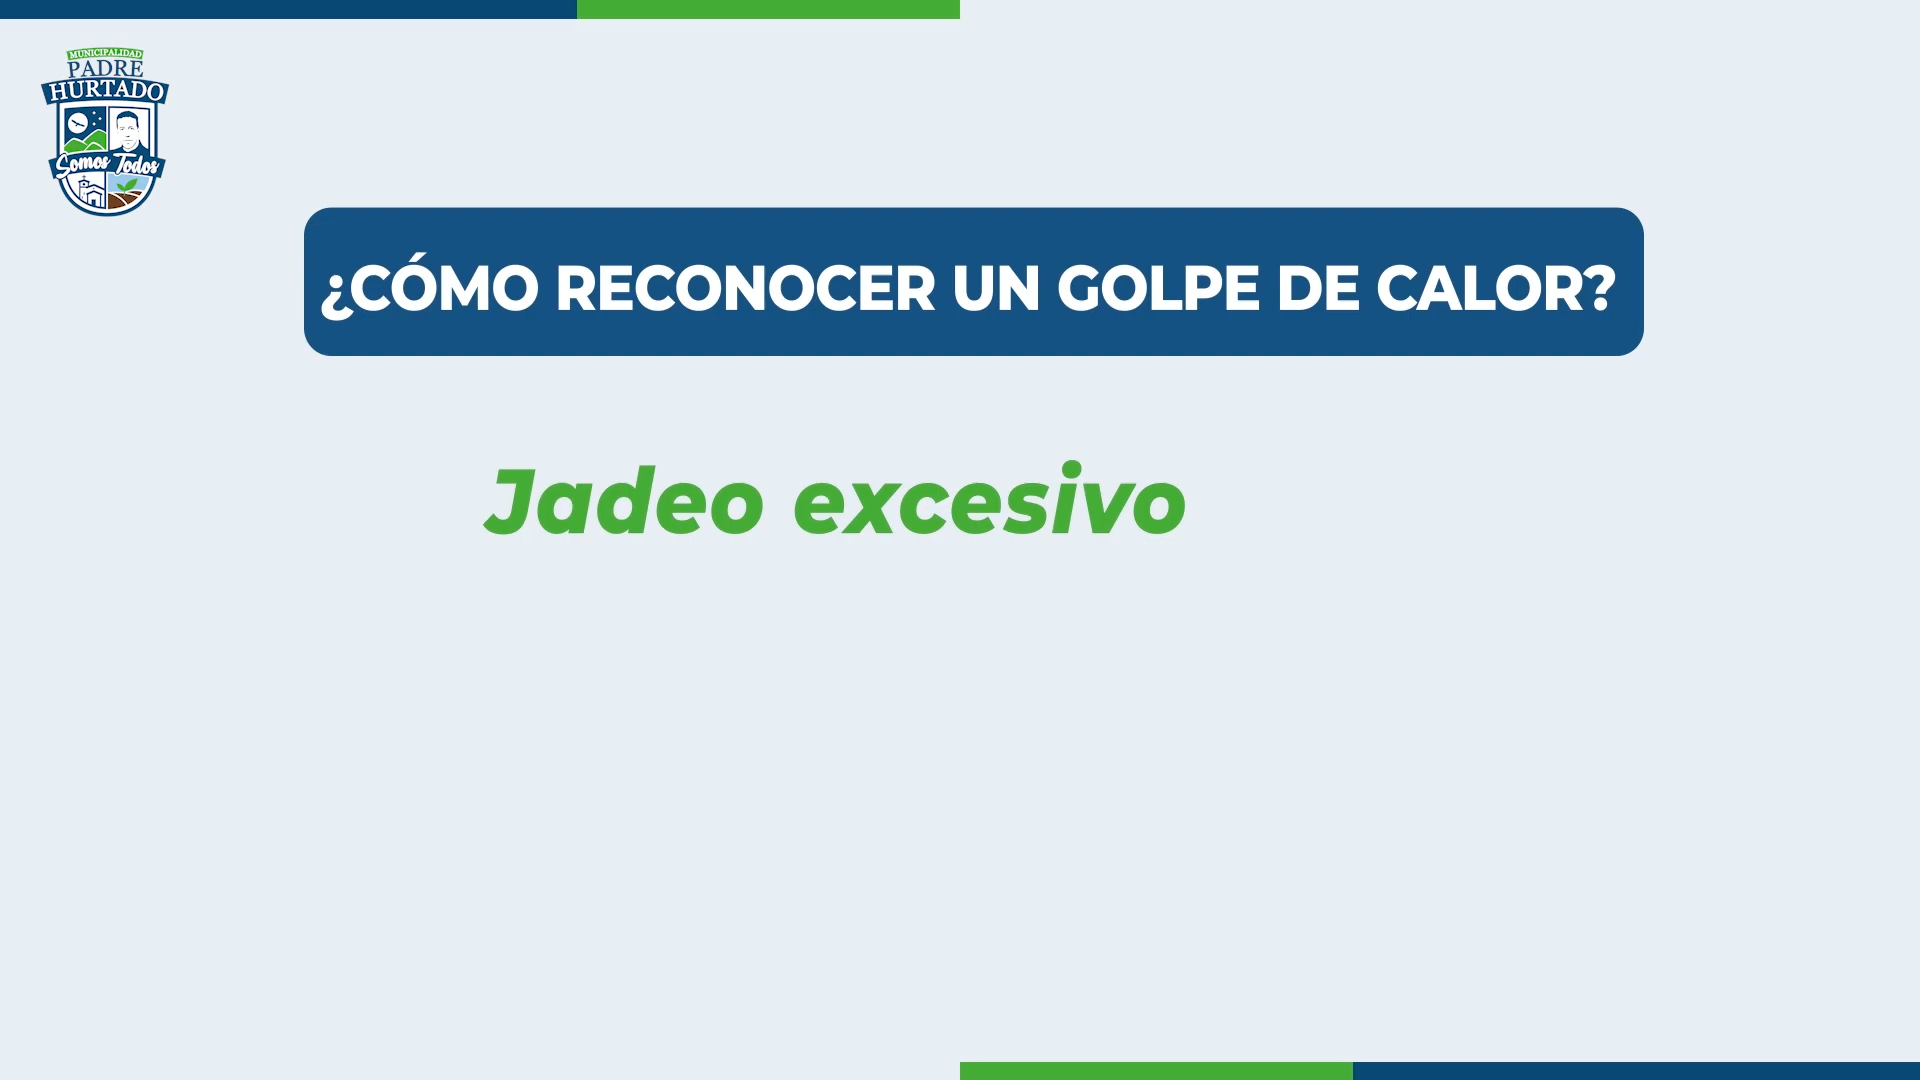 MUNICIPALIDAD
PADRE
HURTADO
Somos Todos
¿CÓMO RECONOCER UN GOLPE DE CALOR?
Jadeo excesivo